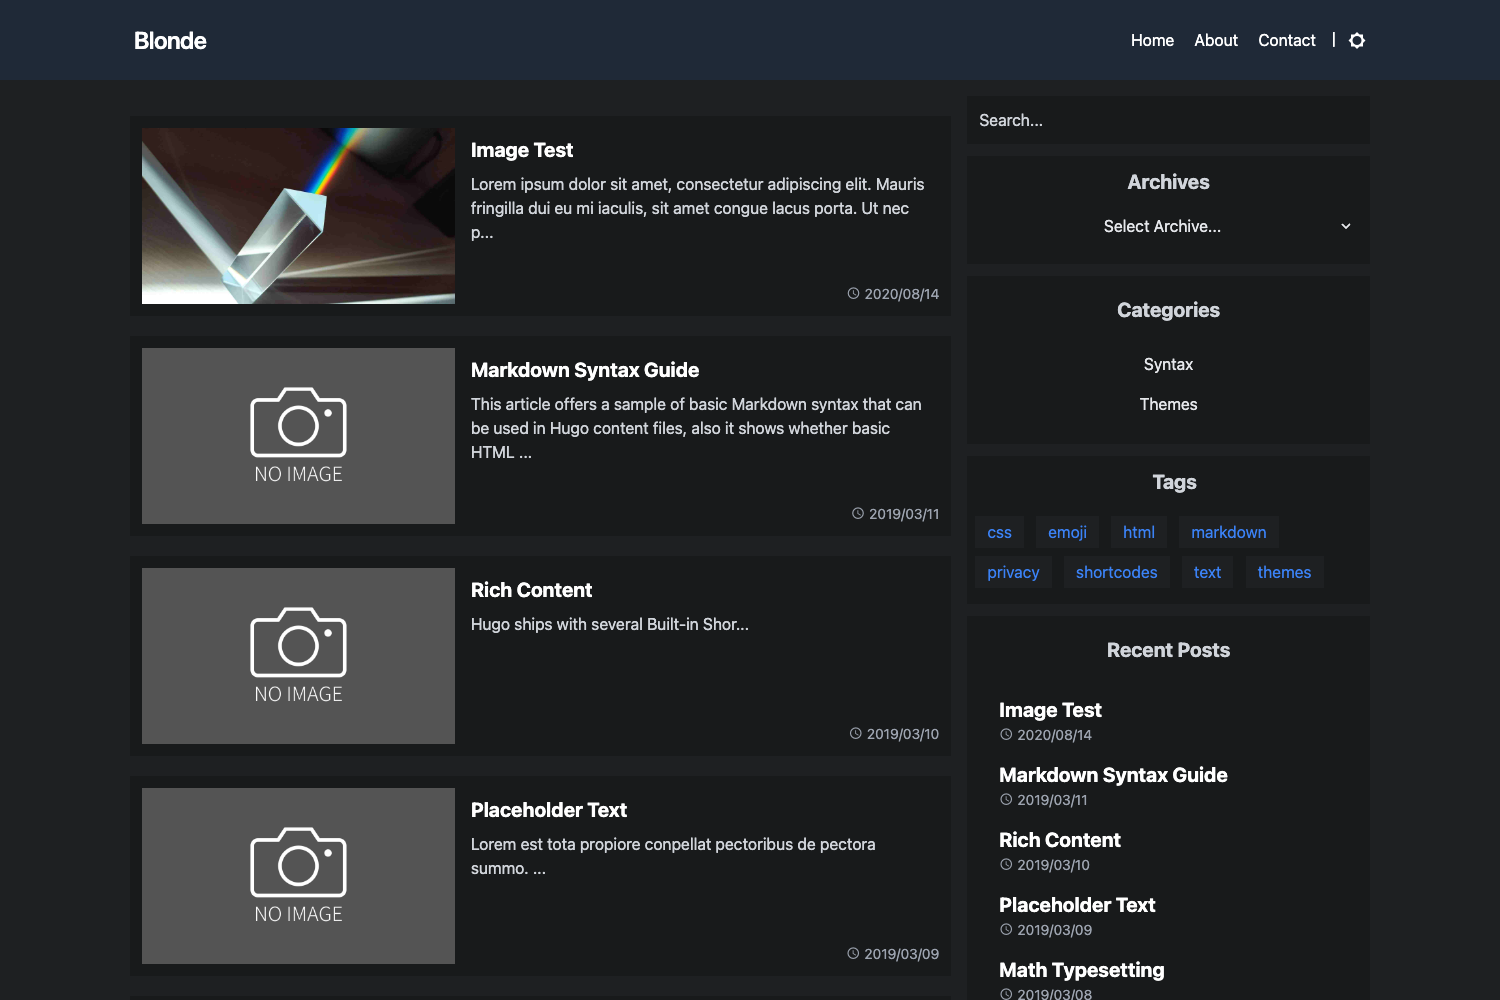 Blonde
Home About Contact |
Image Test
Lorem ipsum dolor sit amet, consectetur adipiscing elit. Mauris
fringilla dui eu mi iaculis, sit amet congue lacus porta. Ut nec
p...
2020/08/14
NO IMAGE
Markdown Syntax Guide
This article offers a sample of basic Markdown syntax that can
be used in Hugo content files, also it shows whether basic
HTML ...
2019/03/11
NO IMAGE
Rich Content
Hugo ships with several Built-in Shor...
2019/03/10
NO IMAGE
Placeholder Text
Lorem est tota propiore conpellat pectoribus de pectora
summo. ...
2019/03/09
Search...
Archives
Select Archive...
Categories
Syntax
Themes
Tags
css emoji html markdown
privacy shortcodes text themes
Recent Posts
Image Test
2020/08/14
Markdown Syntax Guide
2019/03/11
Rich Content
2019/03/10
Placeholder Text
2019/03/09
Math Typesetting
2019/03/08